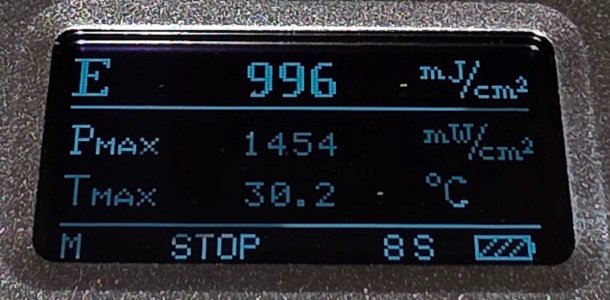 E 996 mJ/cm²
PMAX 1454 mW/cm²
TMAX 30.2 °C
M STOP 8S